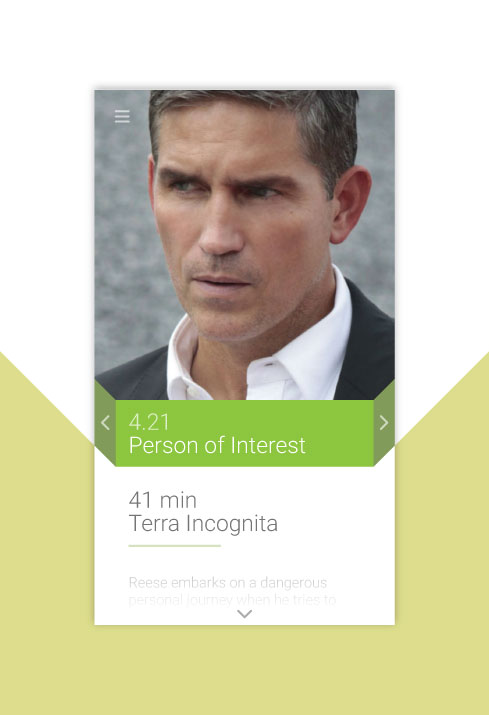 4.21
Person of Interest
41 min
Terra Incognita
Reese embarks on a dangerous
personal journey when he tries to